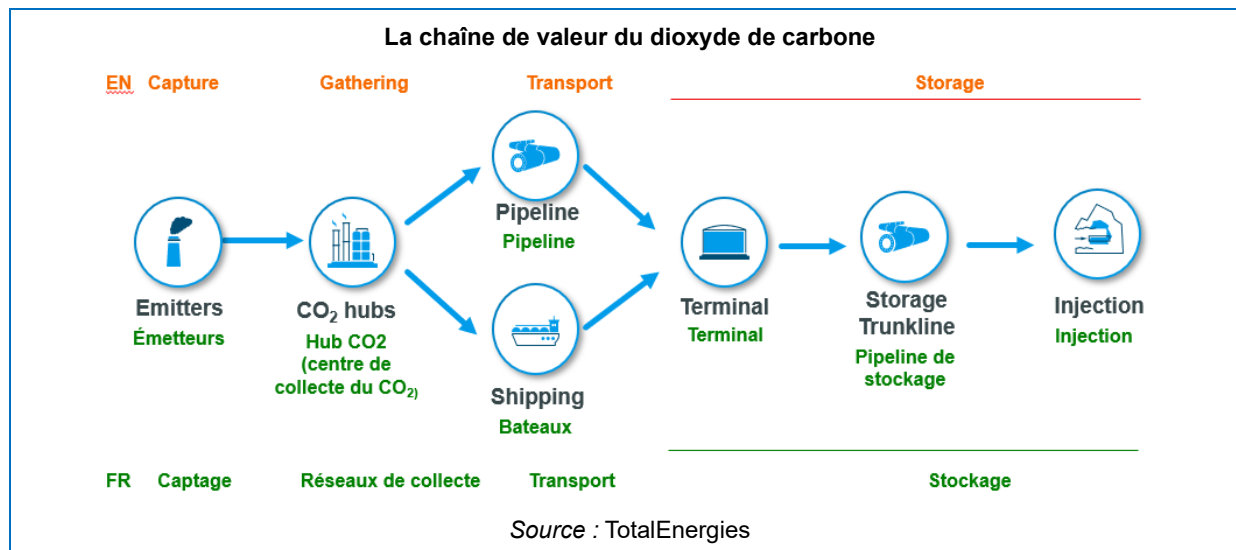 La chaîne de valeur du dioxyde de carbone
EN Capture Gathering Transport Storage
Pipeline
Pipeline
Emitters
Émetteurs
CO₂ hubs
Hub CO2
(centre de
collecte du CO₂)
Shipping
Bateaux
Terminal
Terminal
Storage
Trunkline
Pipeline de
stockage
Injection
Injection
FR Captage Réseaux de collecte Transport Stockage
Source : TotalEnergies